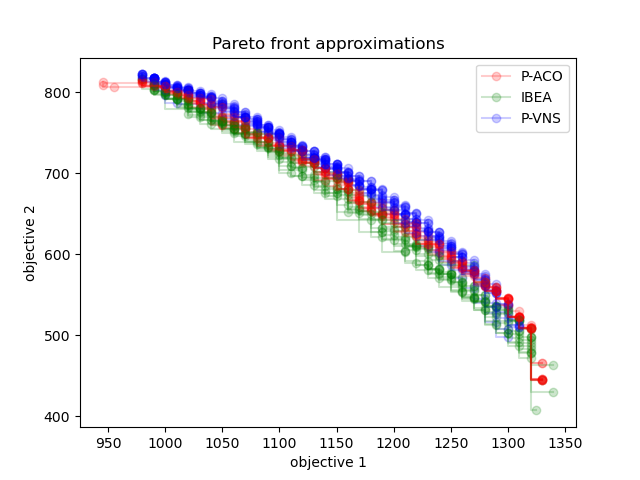 Pareto front approximations
P-ACO
IBEA
P-VNS
800
700
600
500
400
objective 2
950 1000 1050 1100 1150 1200 1250 1300 1350
objective 1